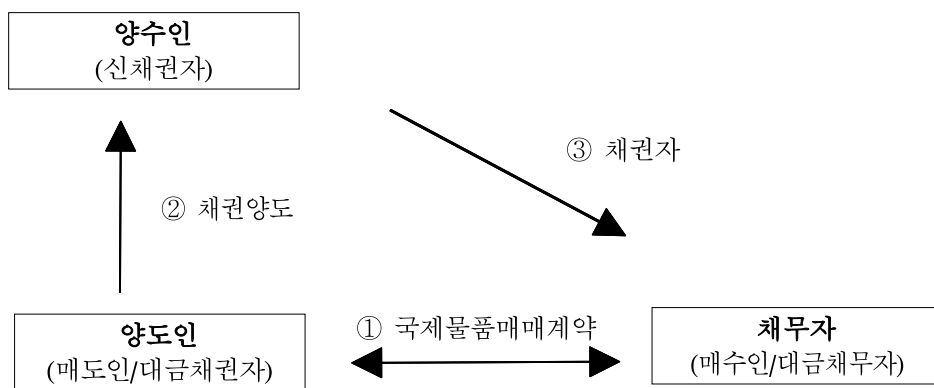 양수인
(신채권자)
③ 채권자
② 채권양도
① 국제물품매매계약
양도인
(매도인/대금채권자)
채무자
(매수인/대금채무자)